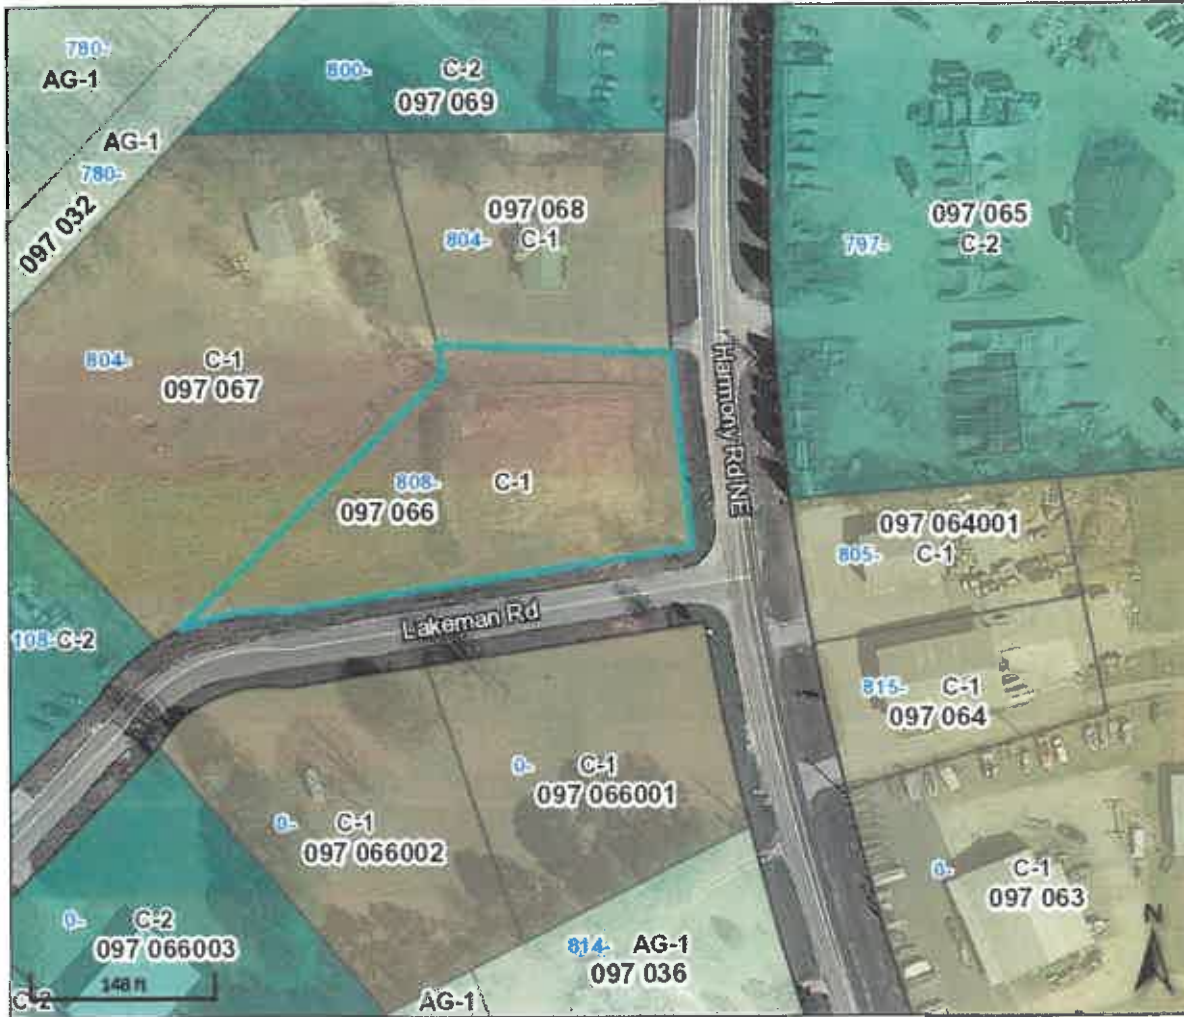 780-
AG-1
800-
C-2
097 069
AG-1
780-
097 032
097 068
804-
C-1
097 065
797-
C-2
804-
C-1
097 067
Harmony Rd NE
808-
C-1
097 066
097 064001
805-
C-1
Lakeman Rd
108-
C-2
815-
C-1
097 064
0-
C-1
097 066001
0-
C-1
097 066002
0-
C-1
097 063
0-
C-2
097 066003
814-
AG-1
097 036
N
148 ft
C-2
AG-1